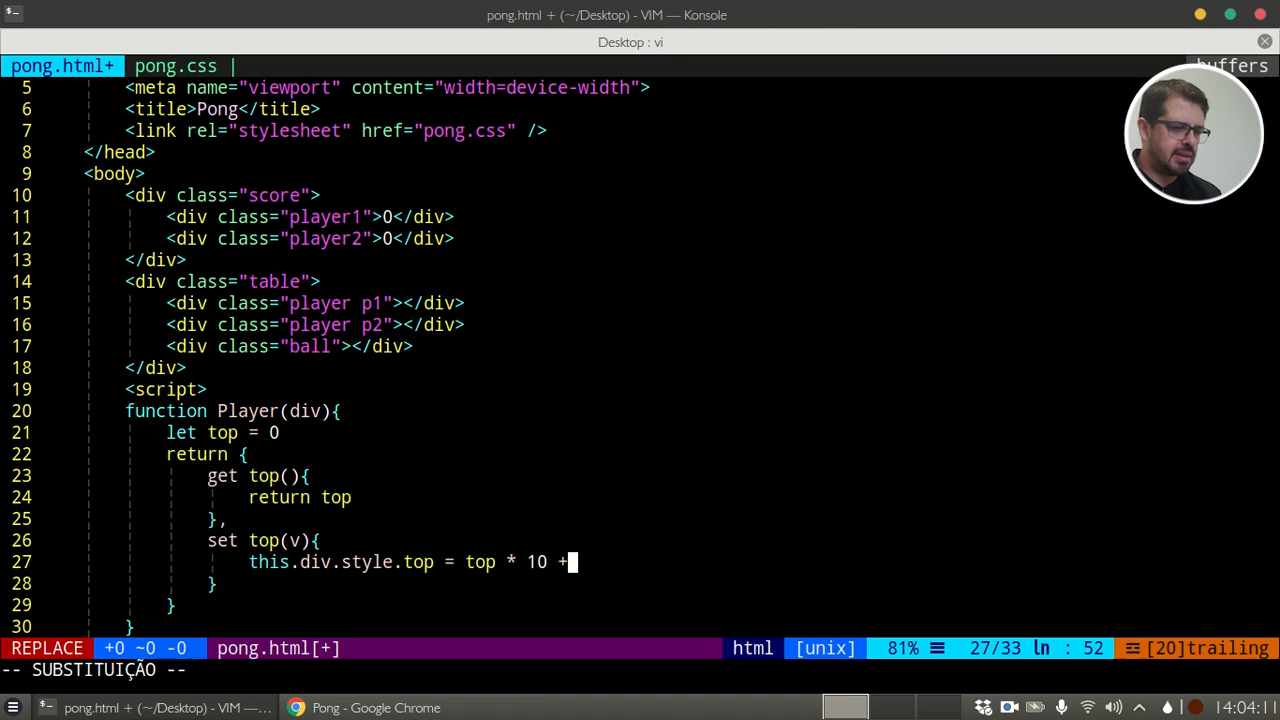 pong.html + (~/Desktop) - VIM — Konsole
Desktop : vi
pong.html+ pong.css | buffers
5 <meta name="viewport" content="width=device-width">
6 <title>Pong</title>
7 <link rel="stylesheet" href="pong.css" />
8 </head>
9 <body>
10 <div class="score">
11 <div class="player1">0</div>
12 <div class="player2">0</div>
13 </div>
14 <div class="table">
15 <div class="player p1"></div>
16 <div class="player p2"></div>
17 <div class="ball"></div>
18 </div>
19 <script>
20 function Player(div){
21 let top = 0
22 return {
23 get top(){
24 return top
25 },
26 set top(v){
27 this.div.style.top = top * 10 +
28 }
29 }
30 }
REPLACE +0 ~0 -0 pong.html[+] html [unix] 81% ☰ 27/33 ln : 52 Ξ [20]trailing
-- SUBSTITUIÇÃO --
pong.html + (~/Desktop) - VIM —... Pong - Google Chrome 14:04:11